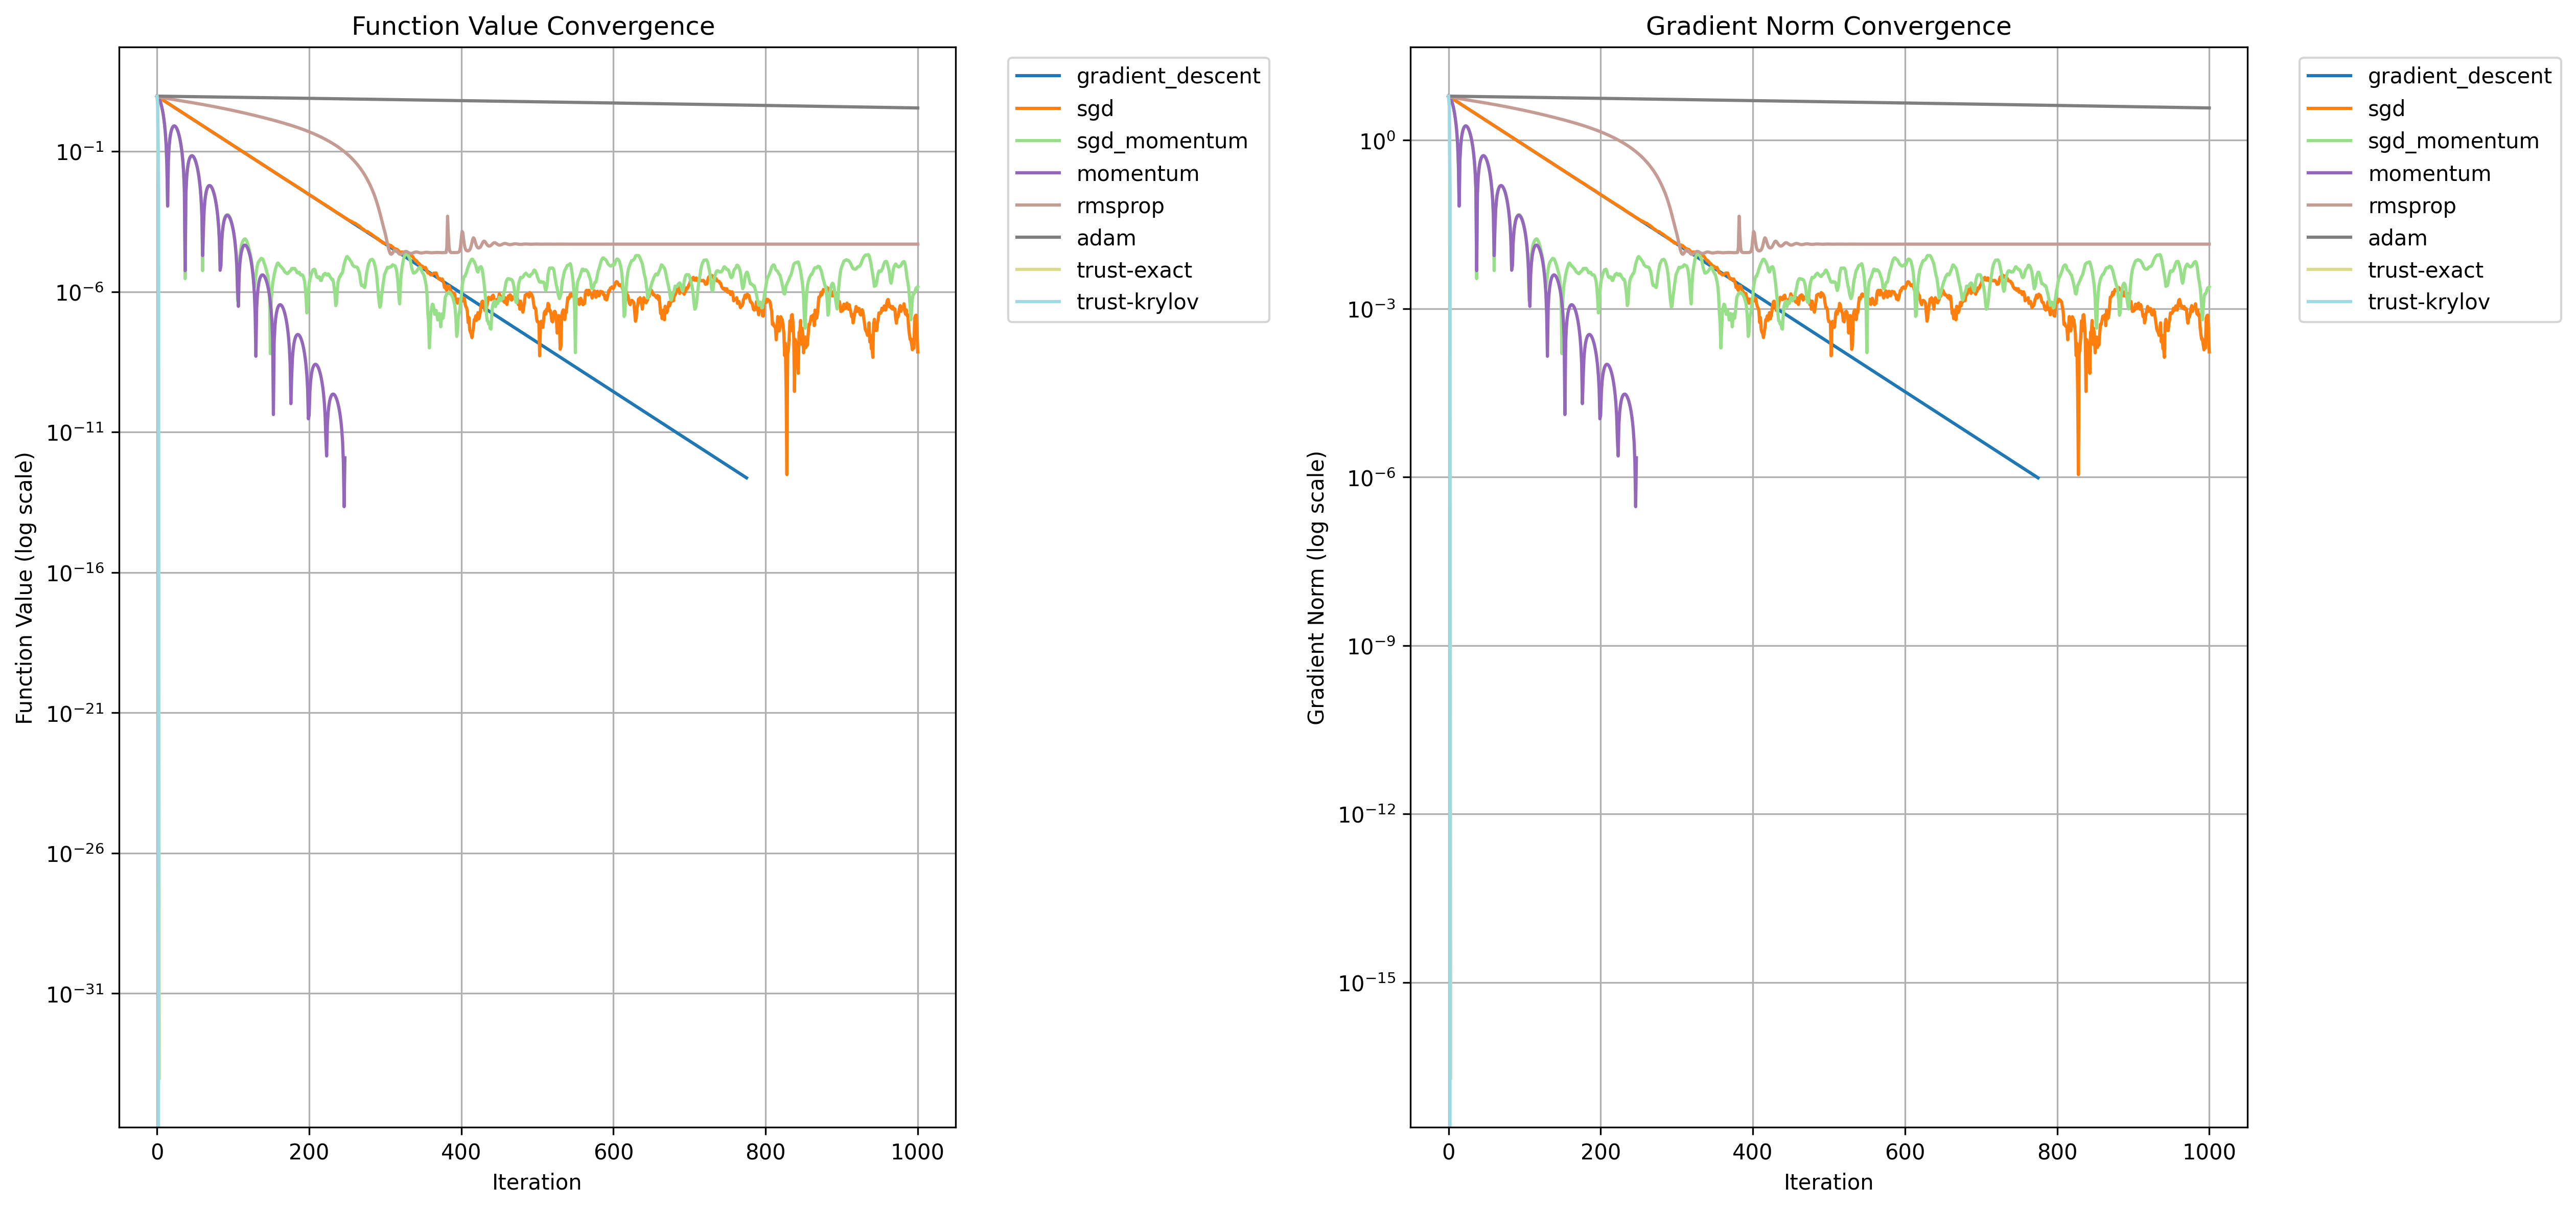 Function Value Convergence
Function Value (log scale)
10⁻¹
10⁻⁶
10⁻¹¹
10⁻¹⁶
10⁻²¹
10⁻²⁶
10⁻³¹
0 200 400 600 800 1000
Iteration
gradient_descent
sgd
sgd_momentum
momentum
rmsprop
adam
trust-exact
trust-krylov
Gradient Norm Convergence
Gradient Norm (log scale)
10⁰
10⁻³
10⁻⁶
10⁻⁹
10⁻¹²
10⁻¹⁵
0 200 400 600 800 1000
Iteration
gradient_descent
sgd
sgd_momentum
momentum
rmsprop
adam
trust-exact
trust-krylov